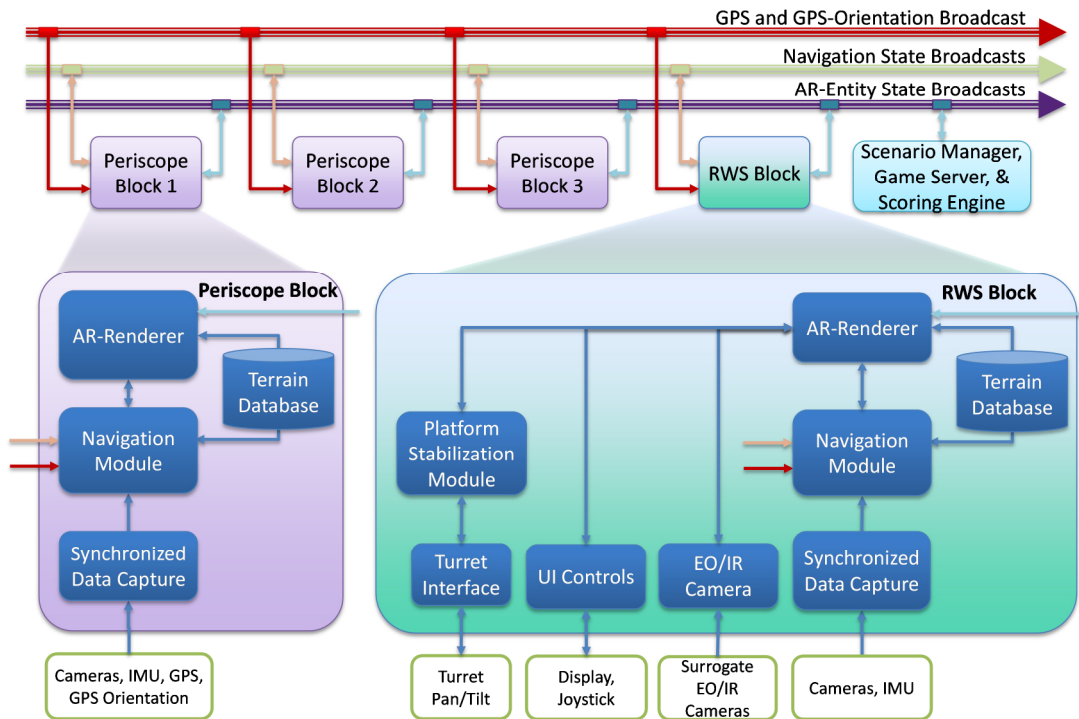 GPS and GPS-Orientation Broadcast
Navigation State Broadcasts
AR-Entity State Broadcasts
Periscope
Block 1
Periscope
Block 2
Periscope
Block 3
RWS Block
Scenario Manager,
Game Server, &
Scoring Engine
Periscope Block
AR-Renderer
Terrain
Database
Navigation
Module
Synchronized
Data Capture
Cameras, IMU, GPS,
GPS Orientation
RWS Block
AR-Renderer
Terrain
Database
Platform
Stabilization
Module
Navigation
Module
Turret
Interface
UI Controls
EO/IR
Camera
Synchronized
Data Capture
Turret
Pan/Tilt
Display,
Joystick
Surrogate
EO/IR
Cameras
Cameras, IMU